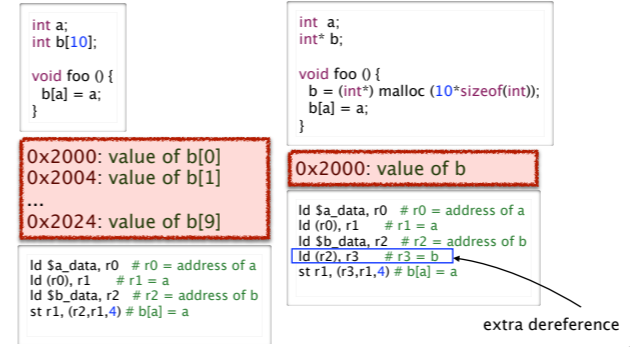 int a;
int b[10];
void foo () {
b[a] = a;
}
0x2000: value of b[0]
0x2004: value of b[1]
...
0x2024: value of b[9]
ld $a_data, r0 # r0 = address of a
ld (r0), r1 # r1 = a
ld $b_data, r2 # r2 = address of b
st r1, (r2,r1,4) # b[a] = a
int a;
int* b;
void foo () {
b = (int*) malloc (10*sizeof(int));
b[a] = a;
}
0x2000: value of b
ld $a_data, r0 # r0 = address of a
ld (r0), r1 # r1 = a
ld $b_data, r2 # r2 = address of b
ld (r2), r3 # r3 = b
st r1, (r3,r1,4) # b[a] = a
extra dereference